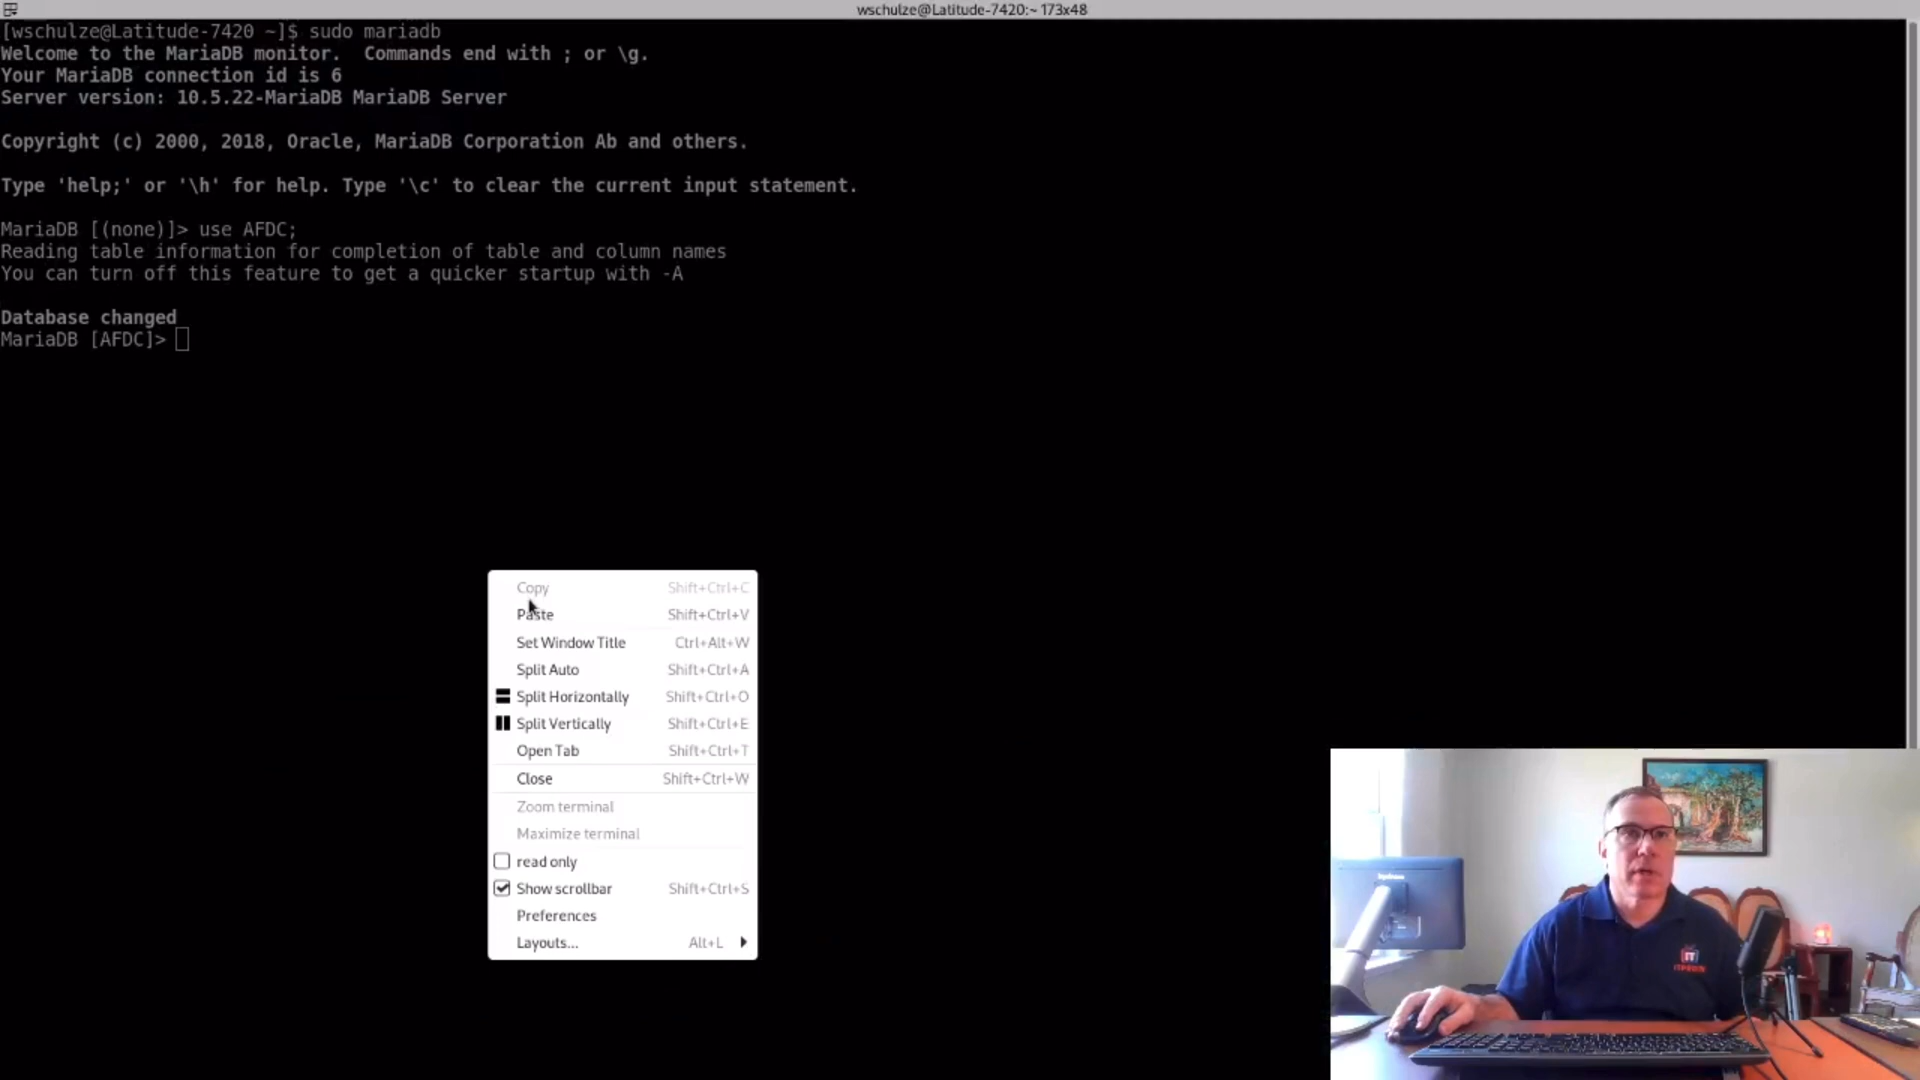 wschulze@Latitude-7420:~ 173x48
[wschulze@Latitude-7420 ~]$ sudo mariadb
Welcome to the MariaDB monitor.  Commands end with ; or \g.
Your MariaDB connection id is 6
Server version: 10.5.22-MariaDB MariaDB Server
Copyright (c) 2000, 2018, Oracle, MariaDB Corporation Ab and others.
Type 'help;' or '\h' for help. Type '\c' to clear the current input statement.
MariaDB [(none)]> use AFDC;
Reading table information for completion of table and column names
You can turn off this feature to get a quicker startup with -A
Database changed
MariaDB [AFDC]>
Copy Shift+Ctrl+C
Paste Shift+Ctrl+V
Set Window Title Ctrl+Alt+W
Split Auto Shift+Ctrl+A
Split Horizontally Shift+Ctrl+O
Split Vertically Shift+Ctrl+E
Open Tab Shift+Ctrl+T
Close Shift+Ctrl+W
Zoom terminal
Maximize terminal
read only
Show scrollbar Shift+Ctrl+S
Preferences
Layouts... Alt+L
IT